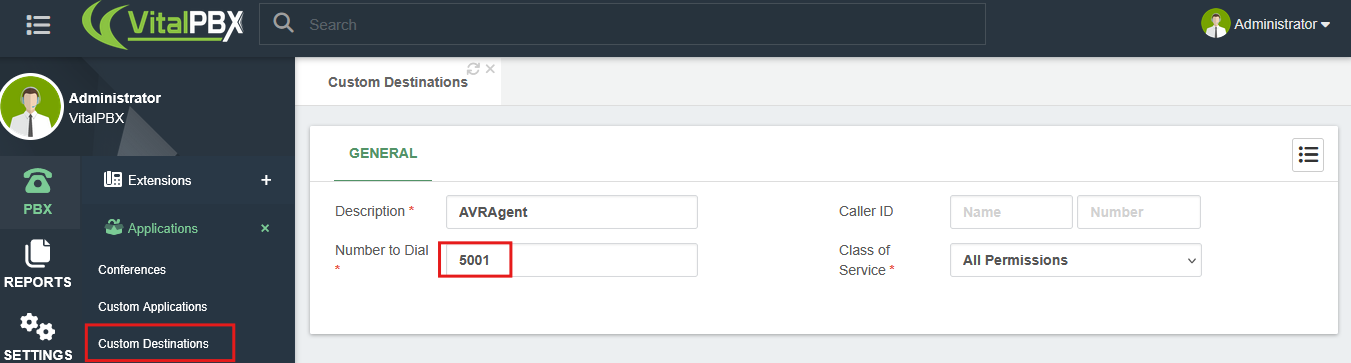 VitalPBX
Search
Administrator
Administrator
VitalPBX
Custom Destinations
GENERAL
PBX
Extensions
+
Applications
×
Description * AVRAgent
Caller ID Name Number
Number to Dial * 5001
Class of Service * All Permissions
REPORTS
Conferences
Custom Applications
SETTINGS
Custom Destinations